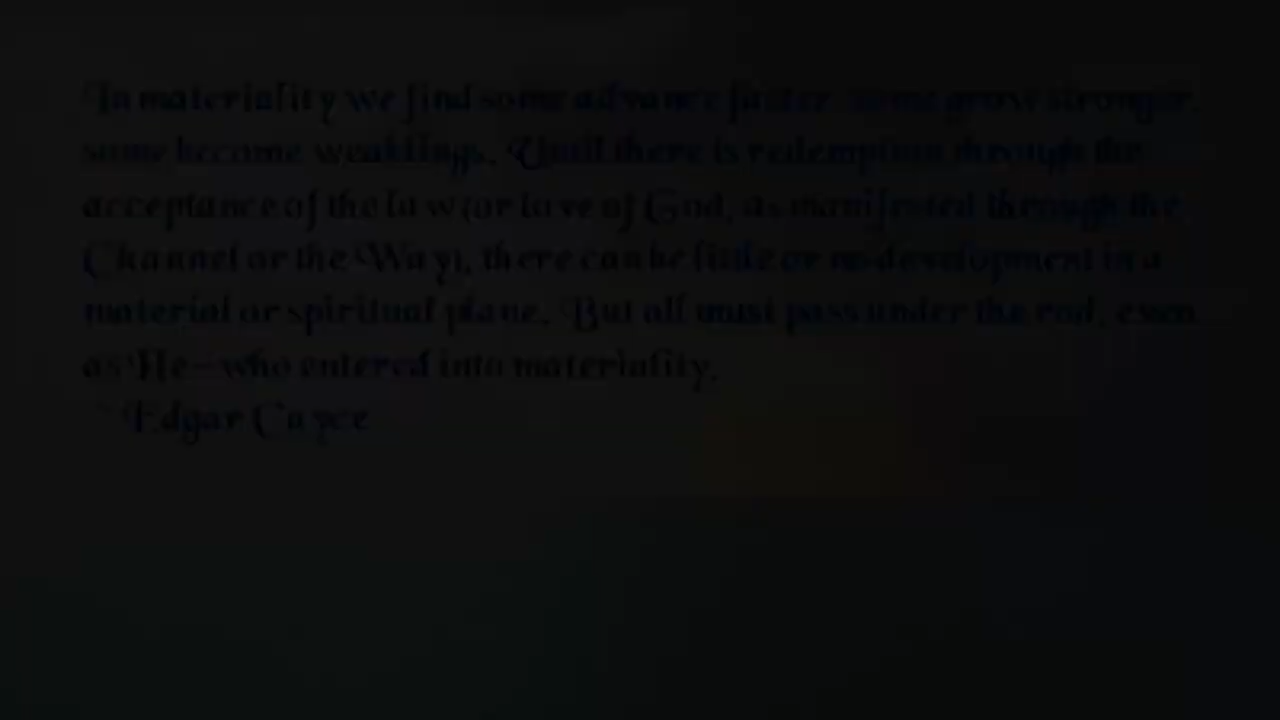 In materiality we find some advance faster, some grow stronger,
some become weaklings. Until there is redemption through the
acceptance of the law (or love of God, as manifested through the
Channel or the Way), there can be little or no development in a
material or spiritual plane. But all must pass under the rod, even
as He—who entered into materiality.
Edgar Cayce